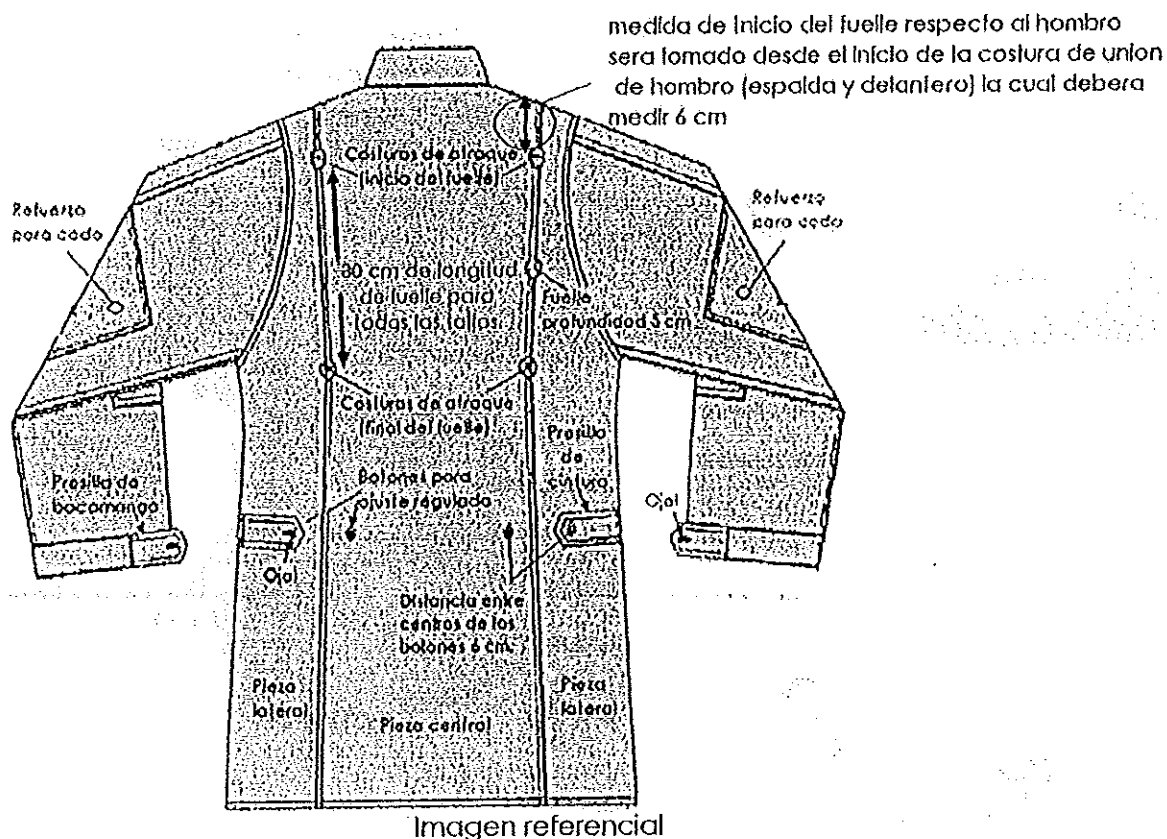 medida de inicio del fuelle respecto al hombro
sera tomado desde el inicio de la costura de union
de hombro (espalda y delantero) la cual debera
medir 6 cm
Costuras de atraque
(inicio del fuelle)
Refuerzo
para codo
Refuerzo
para codo
30 cm de longitud
de fuelle para
todas las tallas
Fuelle
profundidad 5 cm
Costuras de atraque
(final del fuelle)
Presilla
de
cintura
Botones para
ajuste regulado
Presilla de
bocamanga
Ojal
Ojal
Distancia entre
centros de los
botones 6 cm.
Pieza
lateral
Pieza central
Pieza
lateral
Imagen referencial